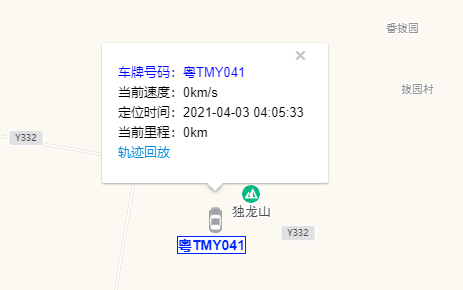 番拔园
拔园村
Y332
×
车牌号码：粤TMY041
当前速度：0km/s
定位时间：2021-04-03 04:05:33
当前里程：0km
轨迹回放
独龙山
Y332
粤TMY041